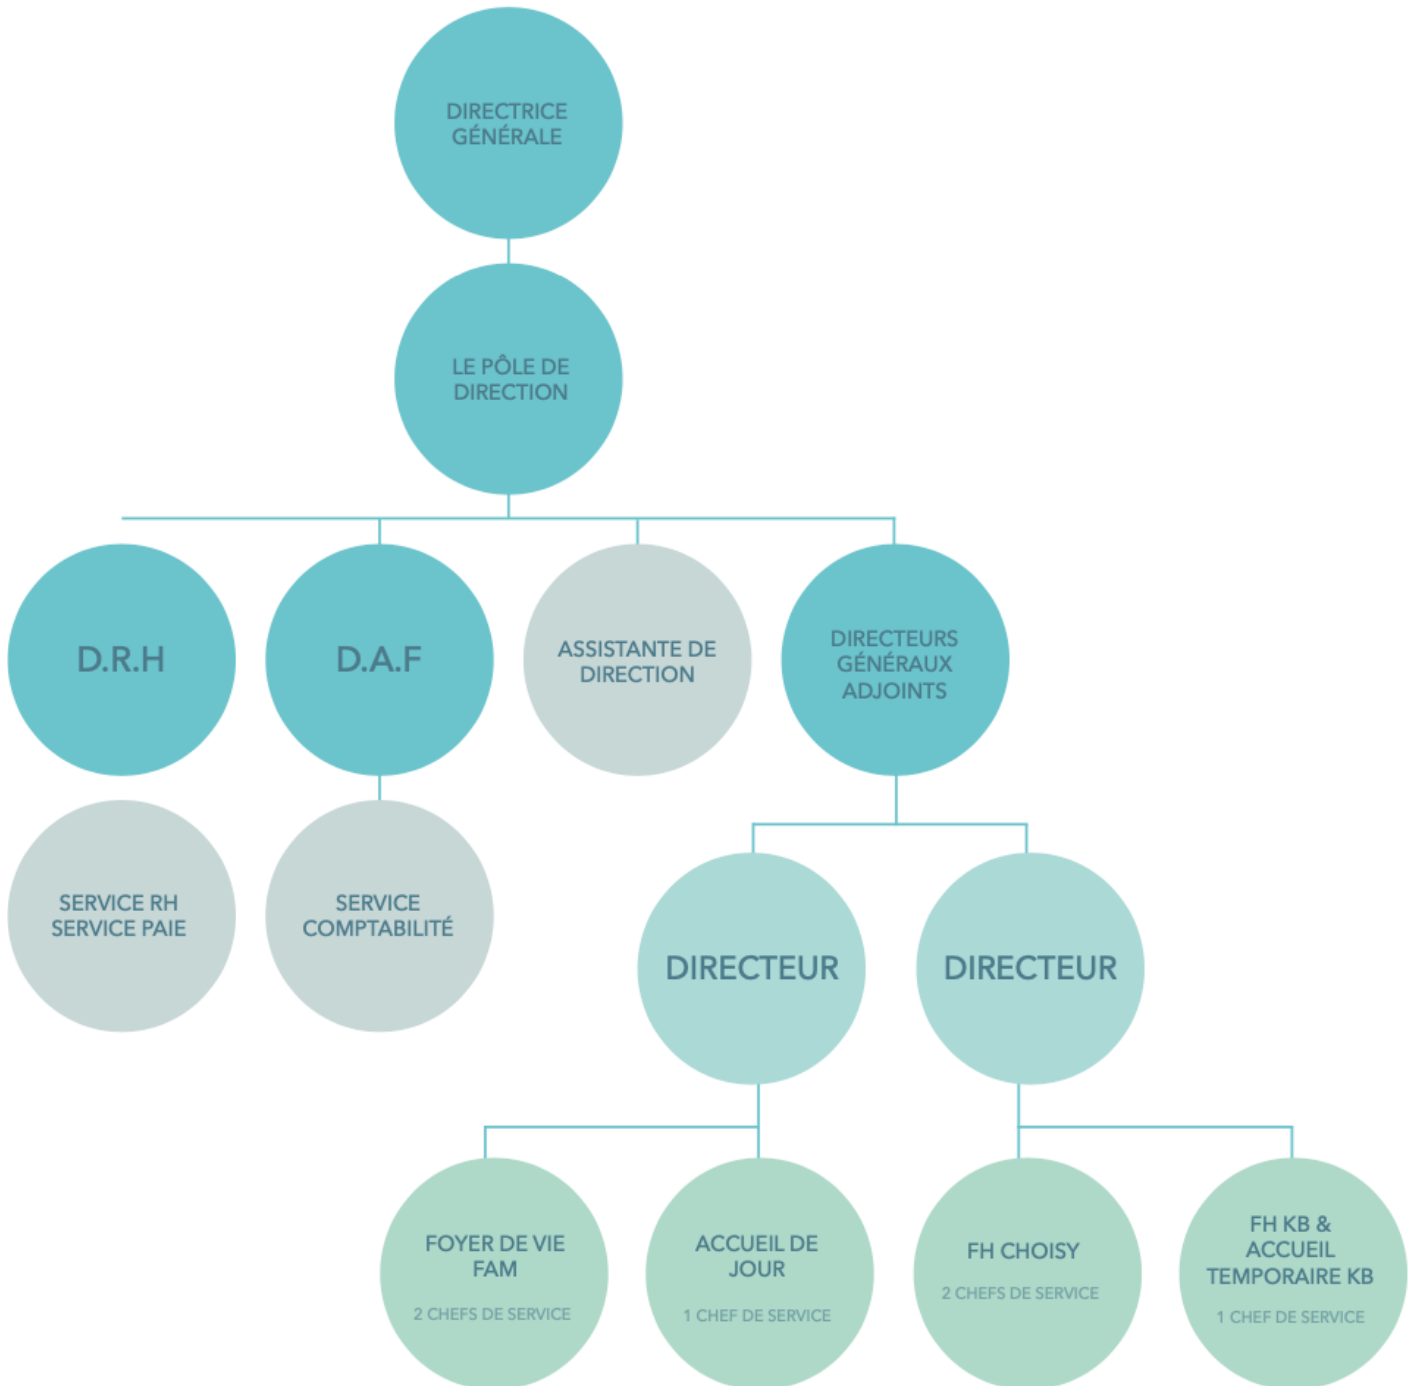 DIRECTRICE
GÉNÉRALE
LE PÔLE DE
DIRECTION
D.R.H
D.A.F
ASSISTANTE DE
DIRECTION
DIRECTEURS
GÉNÉRAUX
ADJOINTS
SERVICE RH
SERVICE PAIE
SERVICE
COMPTABILITÉ
DIRECTEUR
DIRECTEUR
FOYER DE VIE
FAM
2 CHEFS DE SERVICE
ACCUEIL DE
JOUR
1 CHEF DE SERVICE
FH CHOISY
2 CHEFS DE SERVICE
FH KB &
ACCUEIL
TEMPORAIRE KB
1 CHEF DE SERVICE